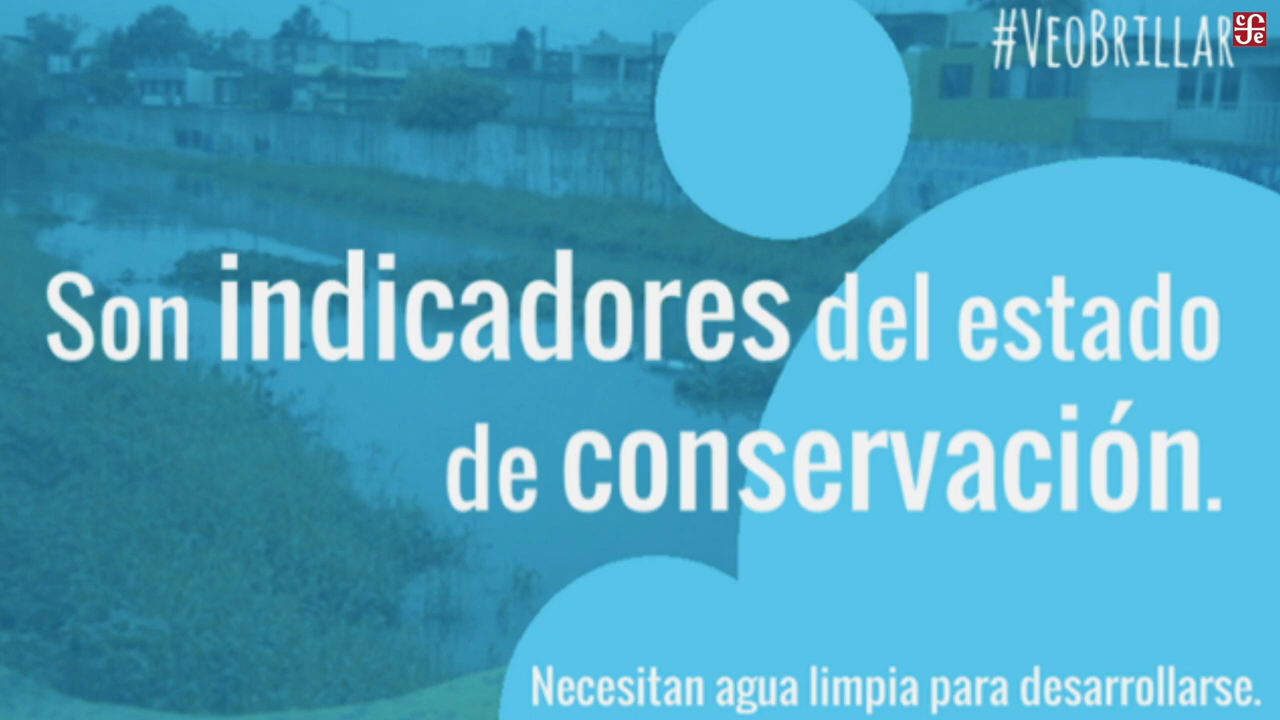 #VEOBRILLAR
Son indicadores del estado
de conservación.
Necesitan agua limpia para desarrollarse.